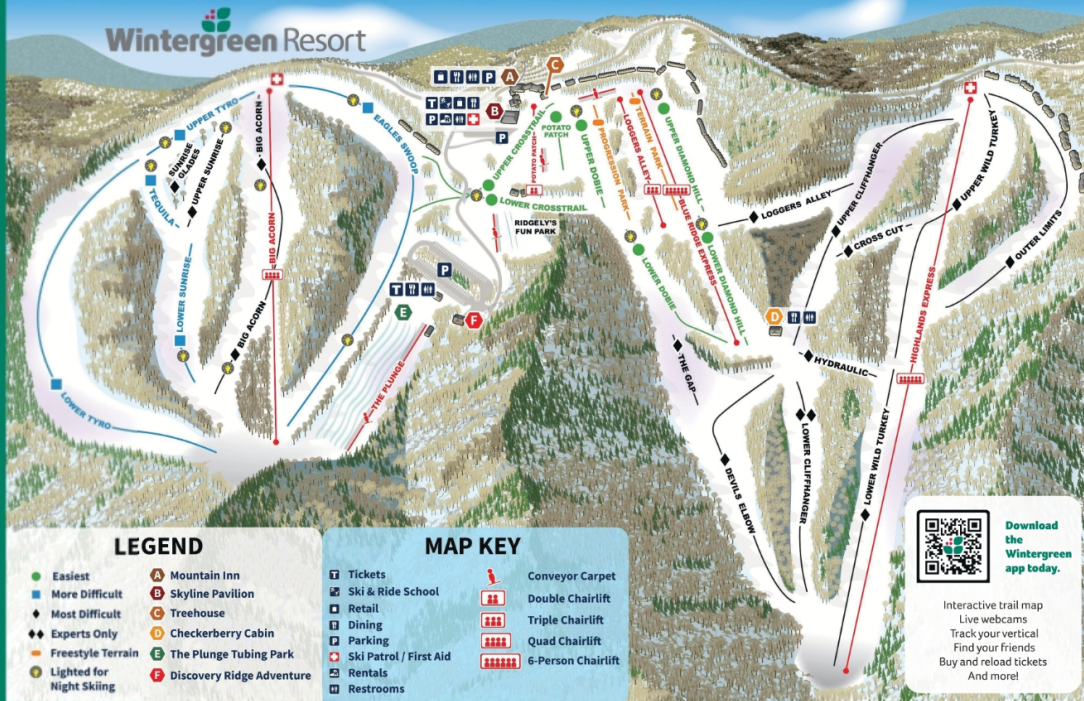 Wintergreen Resort
A
C
P
T
B
P
P
UPPER TYRO
BIG ACORN
EAGLES SWOOP
SUNRISE
GLADES
UPPER SUNRISE
TEQUILA
BIG ACORN
LOWER SUNRISE
BIG ACORN
LOWER TYRO
UPPER CROSSTRAIL
POTATO
PATCH
POTATO PATCH
UPPER DOBIE
PROGRESSION PARK
LOGGERS ALLEY
TERRAIN PARK
UPPER DIAMOND HILL
LOWER CROSSTRAIL
RIDGELY'S
FUN PARK
BLUE RIDGE EXPRESS
LOWER DOBIE
LOWER DIAMOND HILL
P
T
E
F
THE PLUNGE
D
LOGGERS ALLEY
UPPER CLIFFHANGER
CROSS CUT
UPPER WILD TURKEY
OUTER LIMITS
HIGHLANDS EXPRESS
HYDRAULIC
THE GAP
DEVILS ELBOW
LOWER CLIFFHANGER
LOWER WILD TURKEY
LEGEND
Easiest
More Difficult
Most Difficult
Experts Only
Freestyle Terrain
Lighted for
Night Skiing
A Mountain Inn
B Skyline Pavilion
C Treehouse
D Checkerberry Cabin
E The Plunge Tubing Park
F Discovery Ridge Adventure
MAP KEY
T Tickets
Ski & Ride School
Retail
Dining
P Parking
Ski Patrol / First Aid
Rentals
Restrooms
Conveyor Carpet
Double Chairlift
Triple Chairlift
Quad Chairlift
6-Person Chairlift
Download
the
Wintergreen
app today.
Interactive trail map
Live webcams
Track your vertical
Find your friends
Buy and reload tickets
And more!